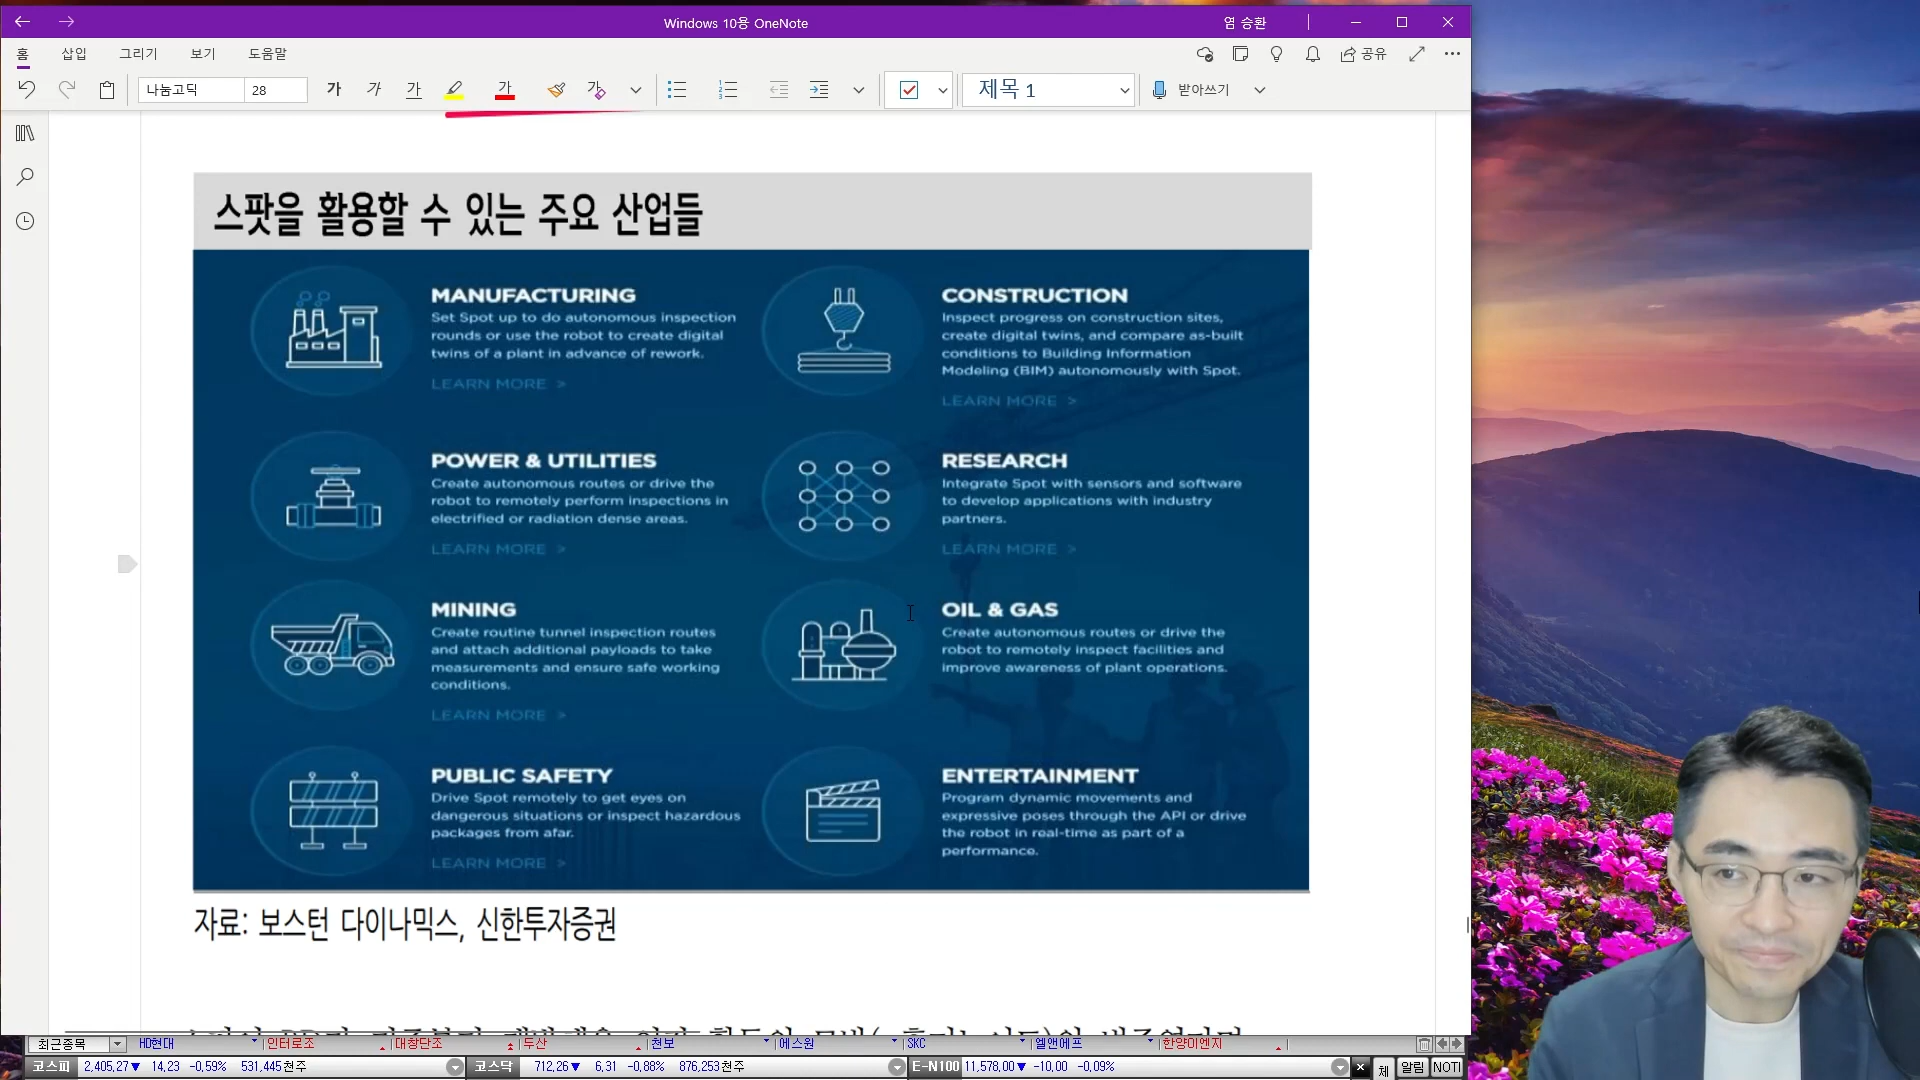 Windows 10용 OneNote
염 승환
홈 삽입 그리기 보기 도움말
공유
나눔고딕 28 가 가 가 가 가 제목 1 받아쓰기
스팟을 활용할 수 있는 주요 산업들
MANUFACTURING
Set Spot up to do autonomous inspection
rounds or use the robot to create digital
twins of a plant in advance of rework.
LEARN MORE >
CONSTRUCTION
Inspect progress on construction sites,
create digital twins, and compare as-built
conditions to Building Information
Modeling (BIM) autonomously with Spot.
LEARN MORE >
POWER & UTILITIES
Create autonomous routes or drive the
robot to remotely perform inspections in
electrified or radiation dense areas.
LEARN MORE >
RESEARCH
Integrate Spot with sensors and software
to develop applications with industry
partners.
LEARN MORE >
MINING
Create routine tunnel inspection routes
and attach additional payloads to take
measurements and ensure safe working
conditions.
LEARN MORE >
OIL & GAS
Create autonomous routes or drive the
robot to remotely inspect facilities and
improve awareness of plant operations.
PUBLIC SAFETY
Drive Spot remotely to get eyes on
dangerous situations or inspect hazardous
packages from afar.
LEARN MORE >
ENTERTAINMENT
Program dynamic movements and
expressive poses through the API or drive
the robot in real-time as part of a
performance.
자료: 보스턴 다이나믹스, 신한투자증권
최근종목 HD현대 인터로조 대창단조 두산 천보 에스원 SKC 엘앤에프 한양이엔지
코스피 2,405,27▼ 14,23 -0,59% 531,445천주 코스닥 712,26▼ 6,31 -0,88% 876,253천주 E-N100 11,578,00▼ -10,00 -0,09% 체 알림 NOTI